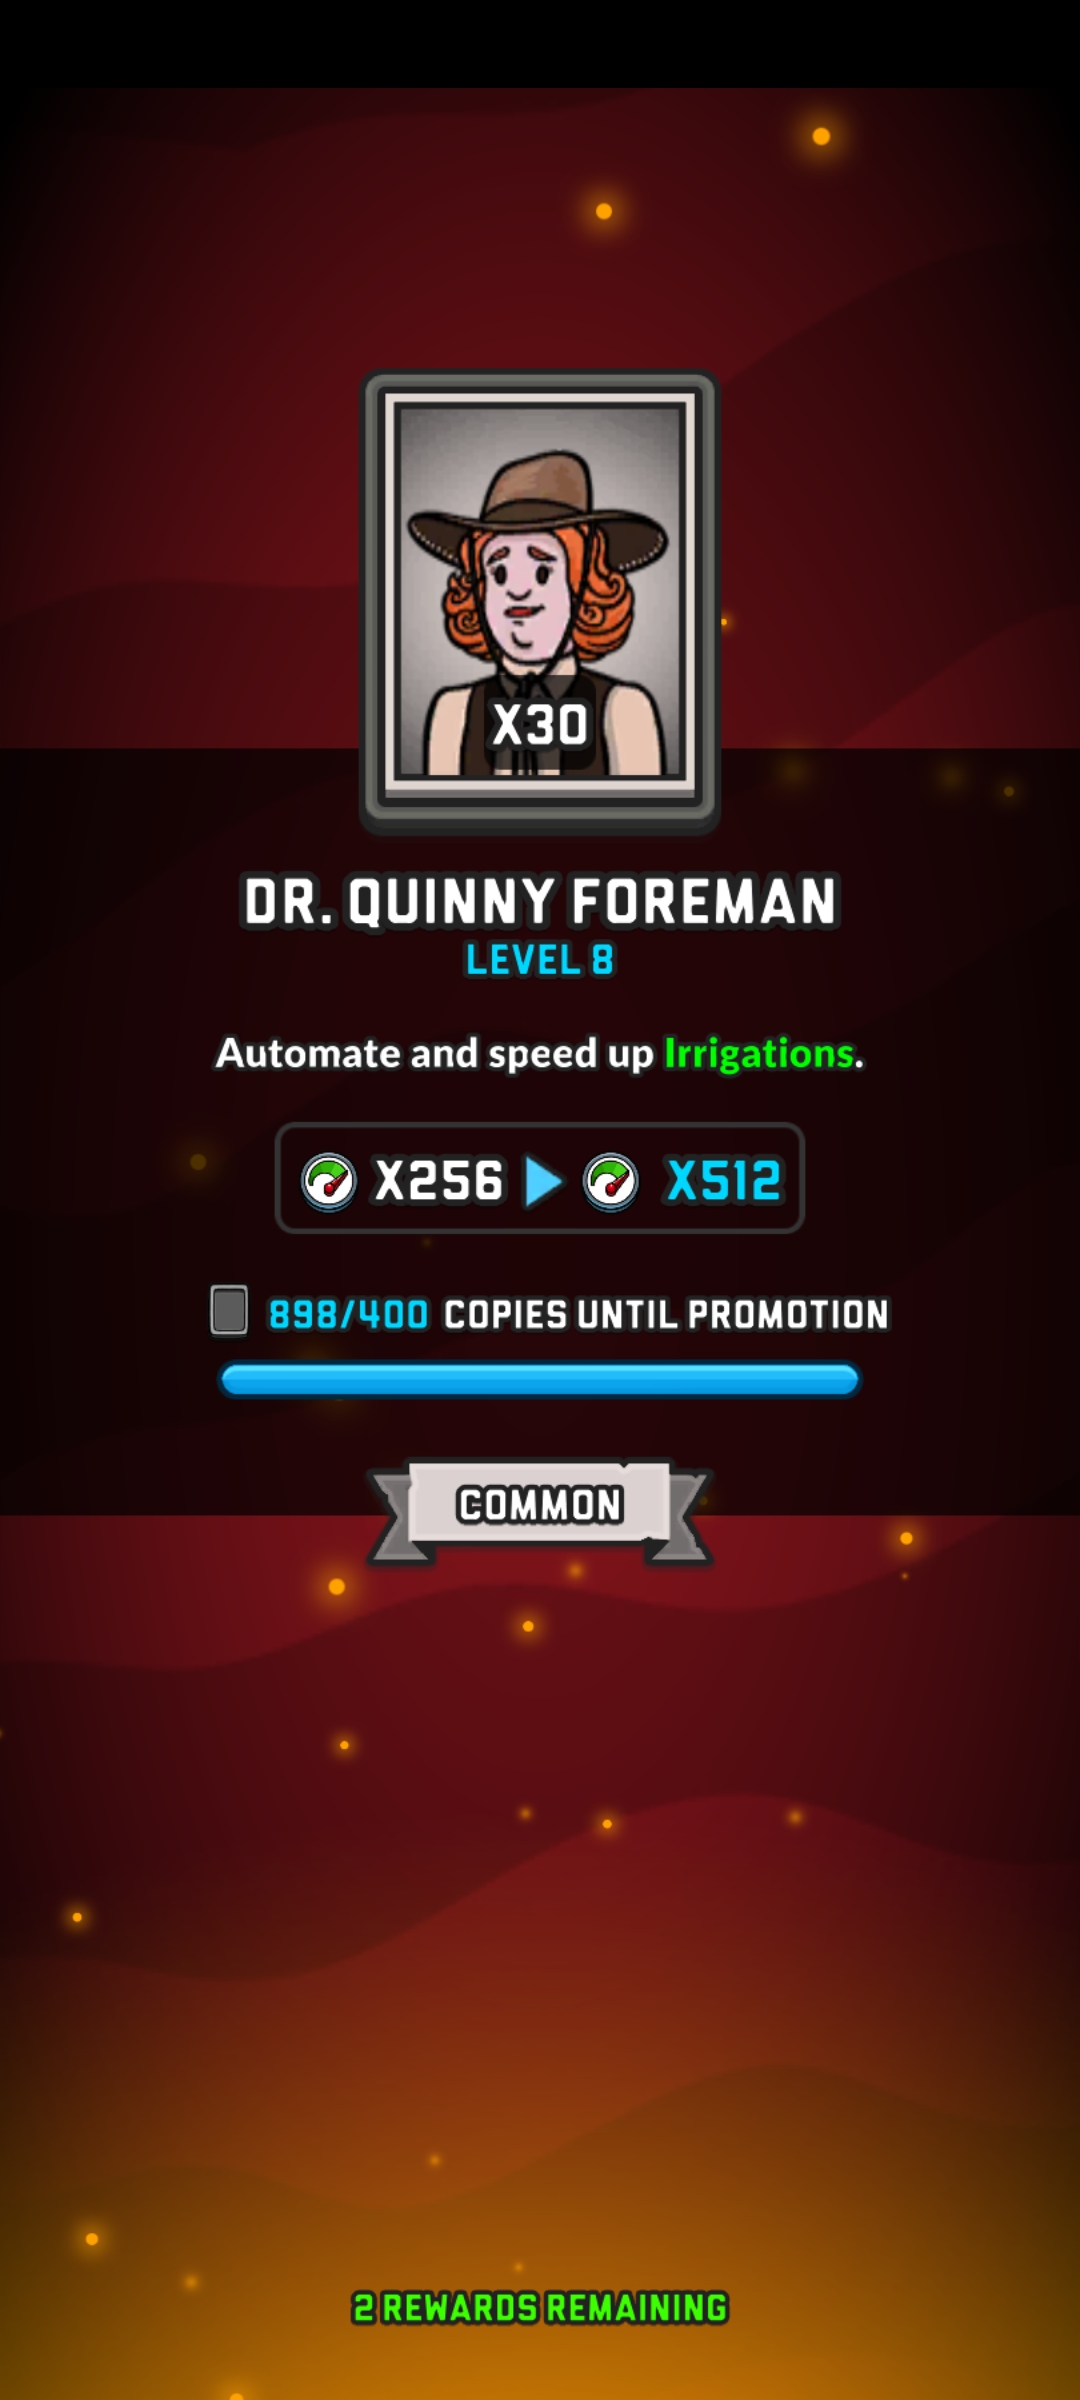 X30
DR. QUINNY FOREMAN
LEVEL 8
Automate and speed up Irrigations.
X256 X512
898/400 COPIES UNTIL PROMOTION
COMMON
2 REWARDS REMAINING